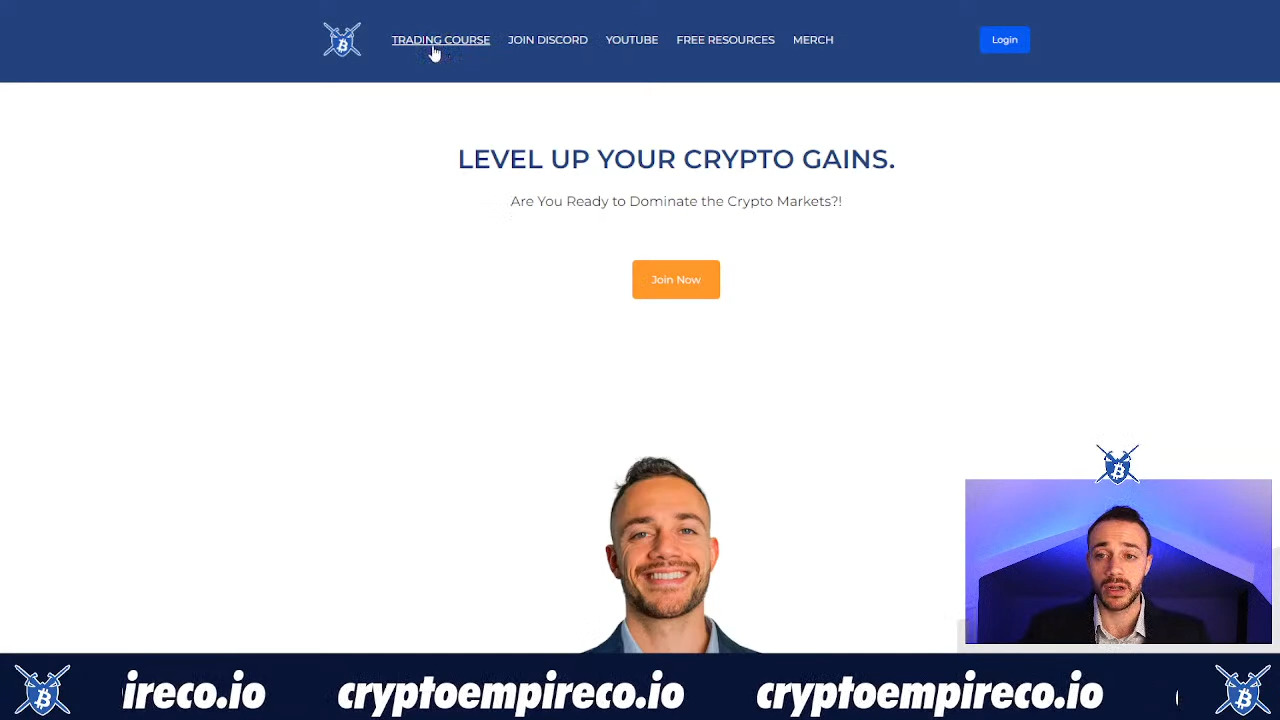 TRADING COURSE JOIN DISCORD YOUTUBE FREE RESOURCES MERCH Login
LEVEL UP YOUR CRYPTO GAINS.
Are You Ready to Dominate the Crypto Markets?!
Join Now
ireco.io cryptoempireco.io cryptoempireco.io